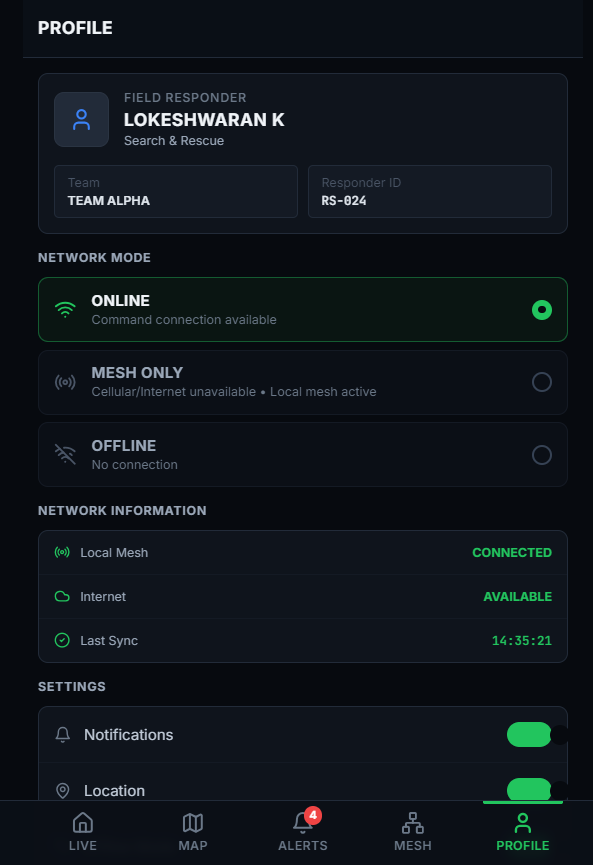 PROFILE
FIELD RESPONDER
LOKESHWARAN K
Search & Rescue
Team
TEAM ALPHA
Responder ID
RS-024
NETWORK MODE
ONLINE
Command connection available
MESH ONLY
Cellular/Internet unavailable • Local mesh active
OFFLINE
No connection
NETWORK INFORMATION
Local Mesh CONNECTED
Internet AVAILABLE
Last Sync 14:35:21
SETTINGS
Notifications
Location
4
LIVE MAP ALERTS MESH PROFILE